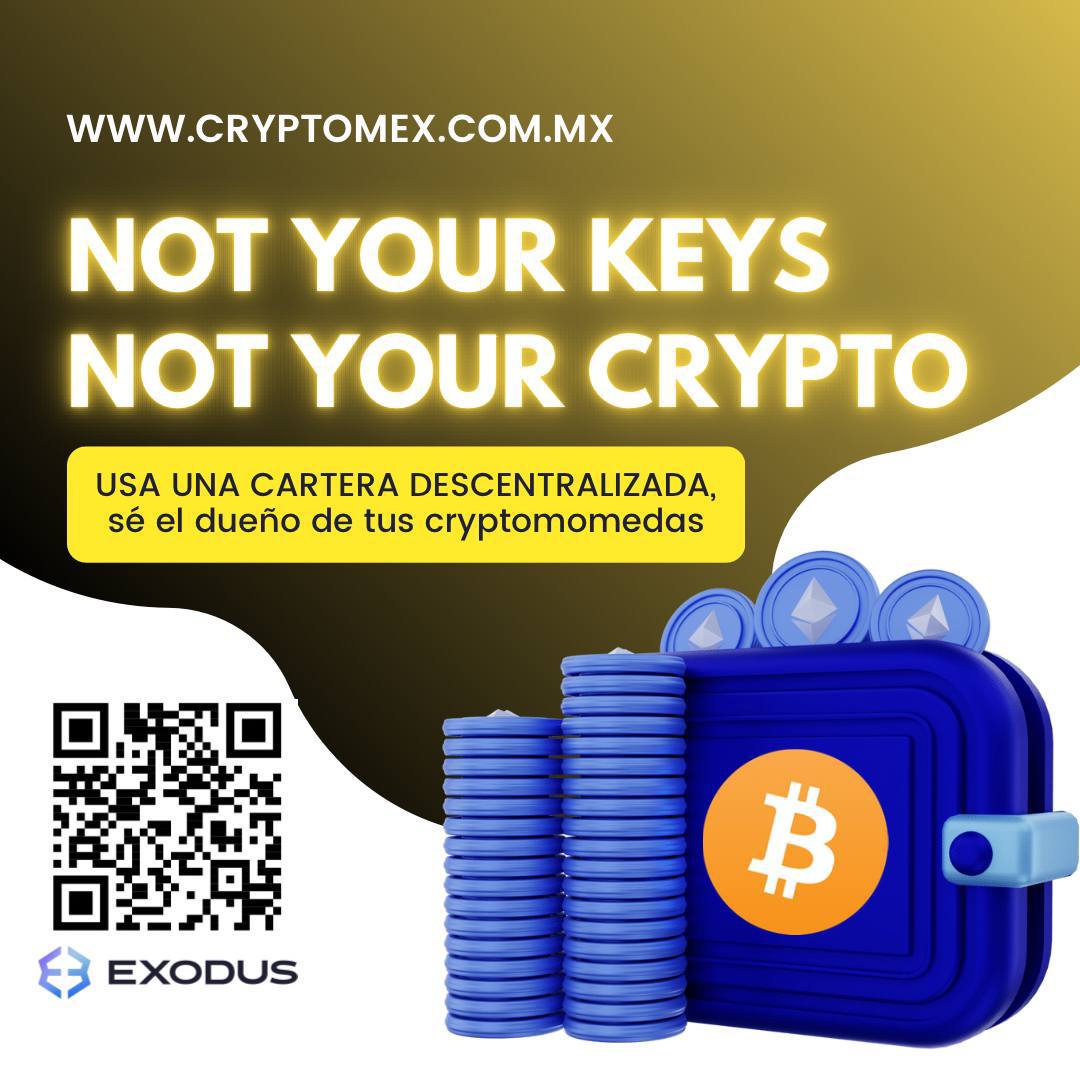 WWW.CRYPTOMEX.COM.MX
NOT YOUR KEYS
NOT YOUR CRYPTO
USA UNA CARTERA DESCENTRALIZADA,
sé el dueño de tus cryptomomedas
EXODUS